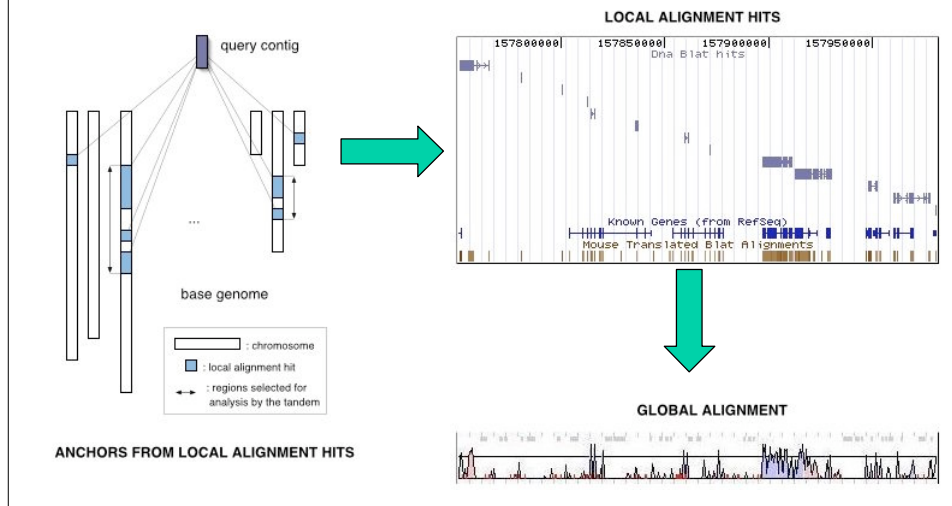 query contig
...
base genome
: chromosome
: local alignment hit
: regions selected for
analysis by the tandem
ANCHORS FROM LOCAL ALIGNMENT HITS
LOCAL ALIGNMENT HITS
157800000 157850000 157900000 157950000
Dna Blat hits
Known Genes (from RefSeq)
Mouse Translated Blat Alignments
GLOBAL ALIGNMENT